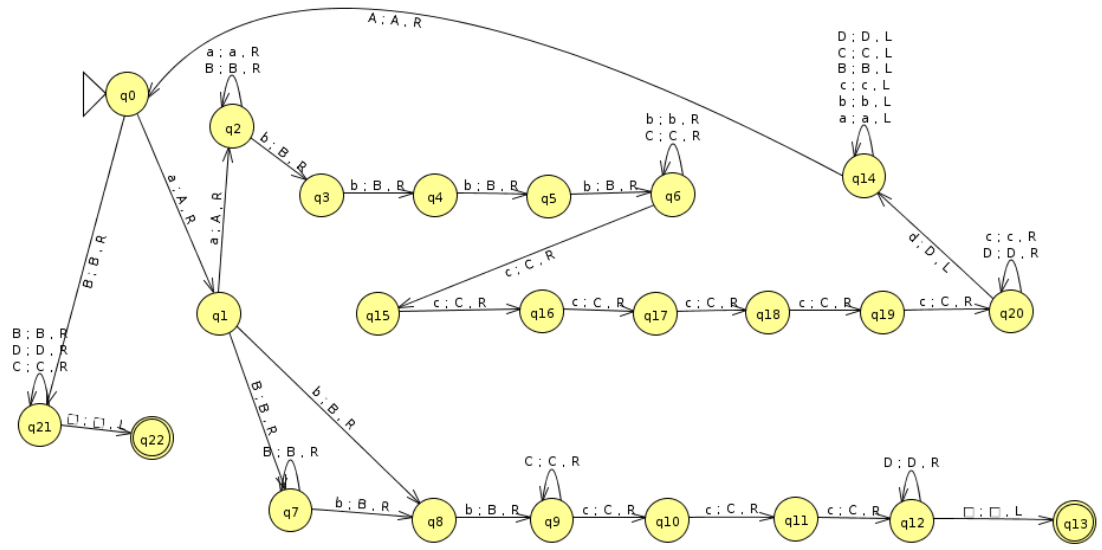 A ; A , R
q0
a ; a , R
B ; B , R
q2
b ; B , R
q3
b ; B , R
q4
b ; B , R
q5
b ; B , R
b ; b , R
C ; C , R
q6
D ; D , L
C ; C , L
B ; B , L
c ; c , L
b ; b , L
a ; a , L
q14
a ; A , R
a ; A , R
B ; B , R
c ; C , R
d ; D , L
c ; c , R
D ; D , R
q1
q15
c ; C , R
q16
c ; C , R
q17
c ; C , R
q18
c ; C , R
q19
c ; C , R
q20
B ; B , R
D ; D , R
C ; C , R
q21
□ ; □ , L
q22
B ; B , R
b ; B , R
B ; B , R
q7
b ; B , R
q8
b ; B , R
C ; C , R
q9
c ; C , R
q10
c ; C , R
q11
c ; C , R
D ; D , R
q12
□ ; □ , L
q13